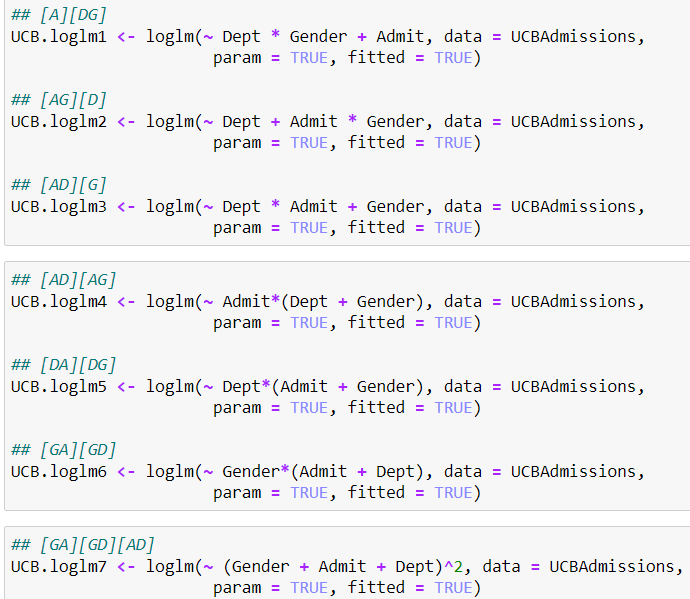 ## [A][DG]
UCB.loglm1 <- loglm(~ Dept * Gender + Admit, data = UCBAdmissions,
                    param = TRUE, fitted = TRUE)
## [AG][D]
UCB.loglm2 <- loglm(~ Dept + Admit * Gender, data = UCBAdmissions,
                    param = TRUE, fitted = TRUE)
## [AD][G]
UCB.loglm3 <- loglm(~ Dept * Admit + Gender, data = UCBAdmissions,
                    param = TRUE, fitted = TRUE)
## [AD][AG]
UCB.loglm4 <- loglm(~ Admit*(Dept + Gender), data = UCBAdmissions,
                    param = TRUE, fitted = TRUE)
## [DA][DG]
UCB.loglm5 <- loglm(~ Dept*(Admit + Gender), data = UCBAdmissions,
                    param = TRUE, fitted = TRUE)
## [GA][GD]
UCB.loglm6 <- loglm(~ Gender*(Admit + Dept), data = UCBAdmissions,
                    param = TRUE, fitted = TRUE)
## [GA][GD][AD]
UCB.loglm7 <- loglm(~ (Gender + Admit + Dept)^2, data = UCBAdmissions,
                    param = TRUE, fitted = TRUE)